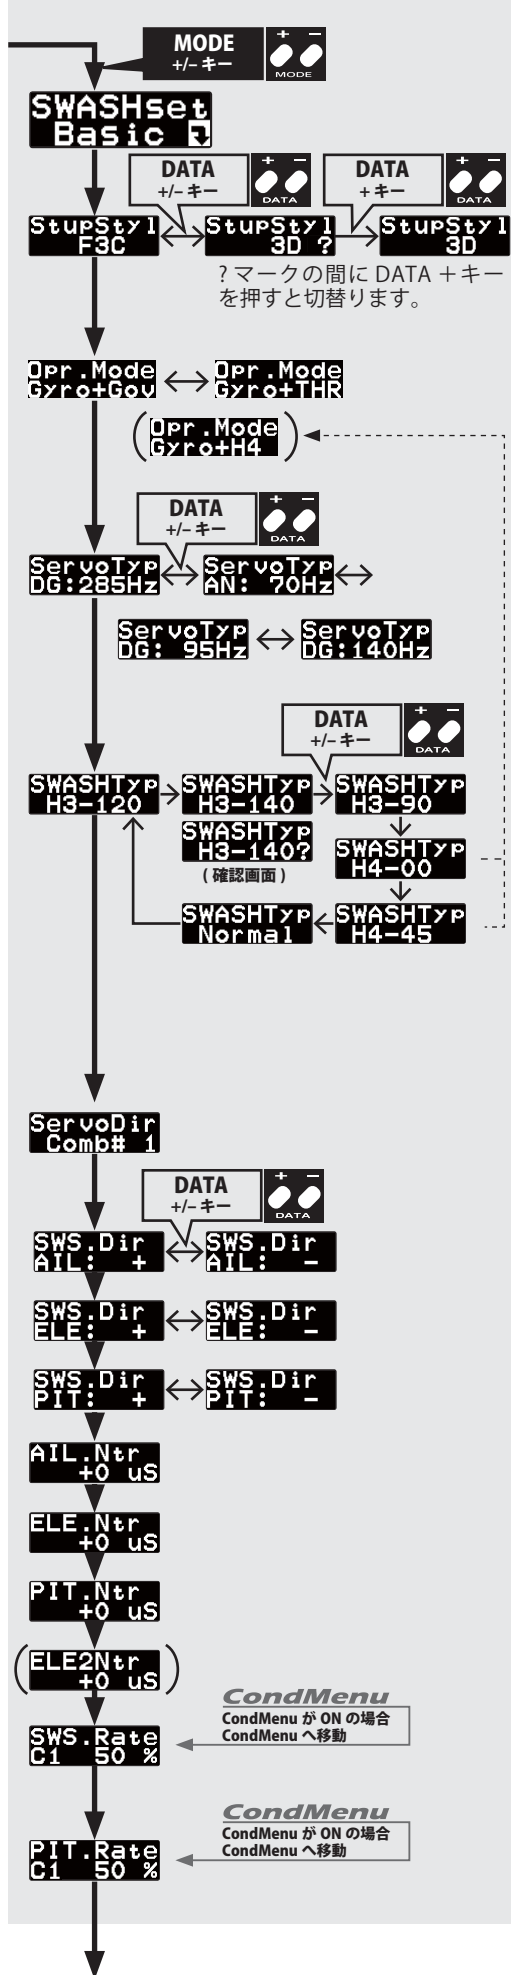 MODE
+/– キー
+ –
MODE
SWASHset
Basic
DATA
+/– キー
+ –
DATA
DATA
+ キー
+ –
DATA
StupStyl
F3C
StupStyl
3D ?
StupStyl
3D
? マークの間に DATA ＋キー
を押すと切替ります。
Opr.Mode
Gyro+Gov
Opr.Mode
Gyro+THR
Opr.Mode
Gyro+H4
DATA
+/– キー
+ –
DATA
ServoTyp
DG:285Hz
ServoTyp
AN: 70Hz
ServoTyp
DG: 95Hz
ServoTyp
DG:140Hz
DATA
+/– キー
+ –
DATA
SWASHTyp
H3-120
SWASHTyp
H3-140
SWASHTyp
H3-90
SWASHTyp
H3-140?
( 確認画面 )
SWASHTyp
H4-00
SWASHTyp
Normal
SWASHTyp
H4-45
ServoDir
Comb# 1
DATA
+/– キー
+ –
DATA
SWS.Dir
AIL: +
SWS.Dir
AIL: -
SWS.Dir
ELE: +
SWS.Dir
ELE: -
SWS.Dir
PIT: +
SWS.Dir
PIT: -
AIL.Ntr
+0 uS
ELE.Ntr
+0 uS
PIT.Ntr
+0 uS
ELE2Ntr
+0 uS
CondMenu
CondMenu が ON の場合
CondMenu へ移動
SWS.Rate
C1 50 %
CondMenu
CondMenu が ON の場合
CondMenu へ移動
PIT.Rate
C1 50 %